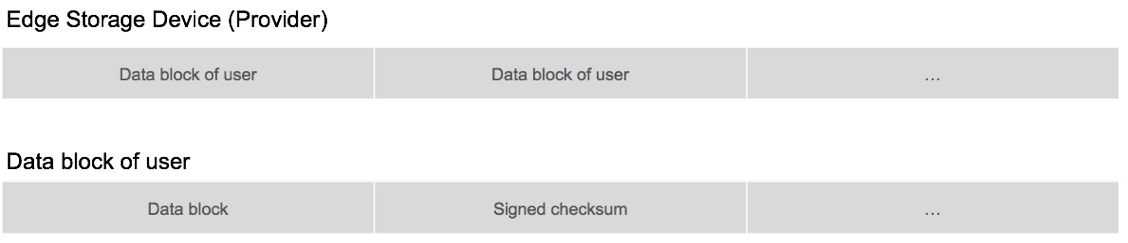 Edge Storage Device (Provider)
Data block of user Data block of user ...
Data block of user
Data block Signed checksum ...